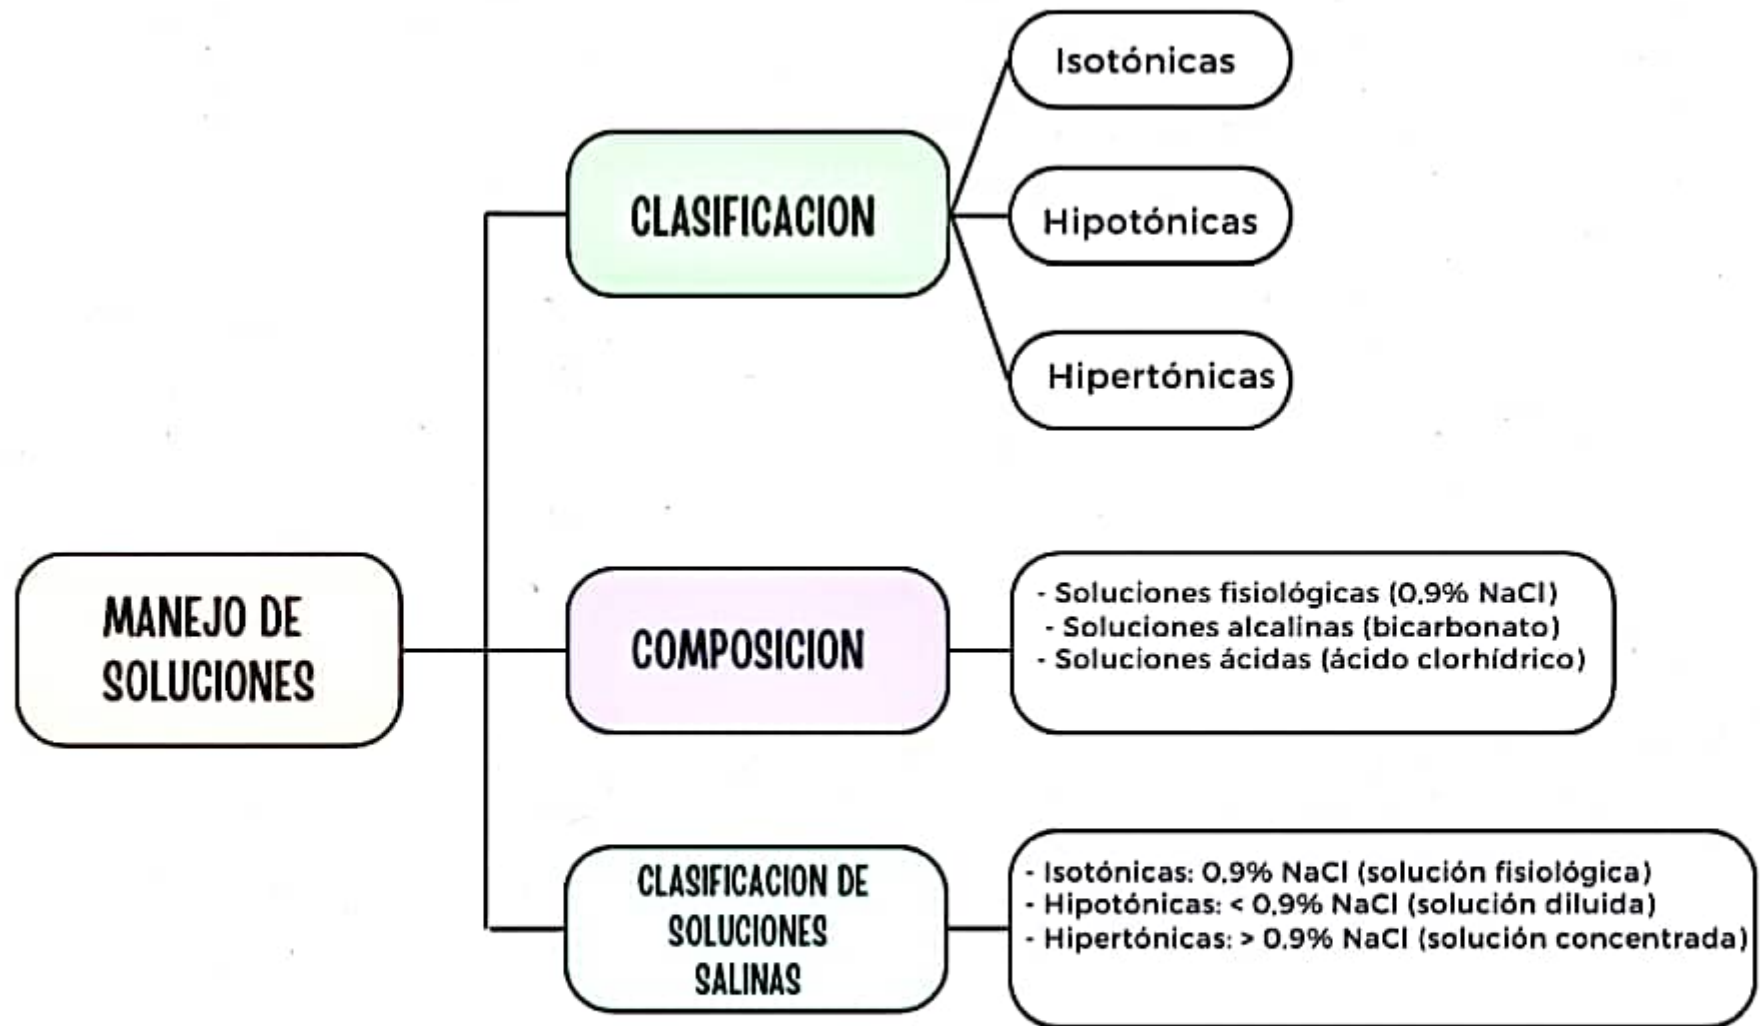 Isotónicas
CLASIFICACION
Hipotónicas
Hipertónicas
MANEJO DE
SOLUCIONES
COMPOSICION
- Soluciones fisiológicas (0,9% NaCl)
- Soluciones alcalinas (bicarbonato)
- Soluciones ácidas (ácido clorhídrico)
CLASIFICACION DE
SOLUCIONES
SALINAS
- Isotónicas: 0,9% NaCl (solución fisiológica)
- Hipotónicas: < 0,9% NaCl (solución diluida)
- Hipertónicas: > 0,9% NaCl (solución concentrada)